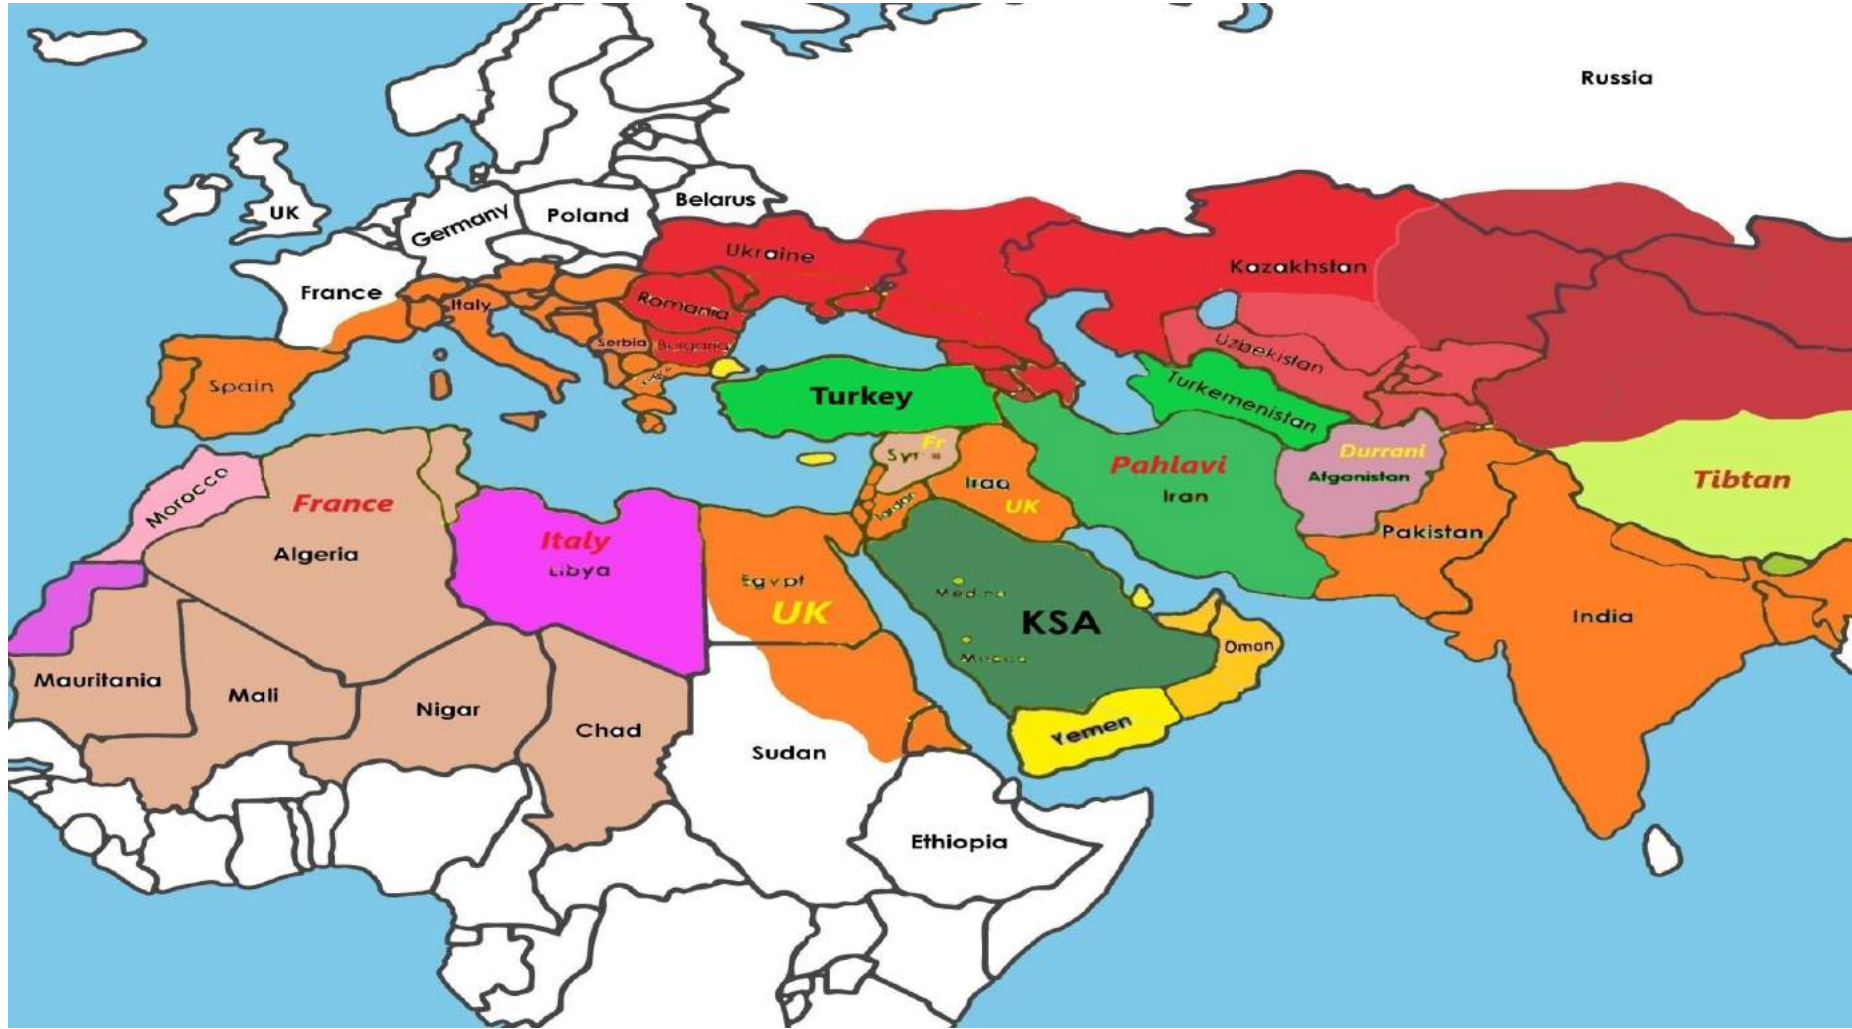 Russia
Belarus
UK
Germany
Poland
Ukraine
Kazakhstan
France
Italy
Romania
Serbia
Bulgaria
Uzbekistan
Spain
Turkey
Turkemenistan
Fr
Durrani
Pahlavi
Afganistan
Tibtan
Iran
Iraq
UK
Morocco
France
Algeria
Italy
Libya
Pakistan
Egypt
UK
Medina
KSA
India
Mecca
Oman
Mauritania
Mali
Nigar
Chad
Yemen
Sudan
Ethiopia